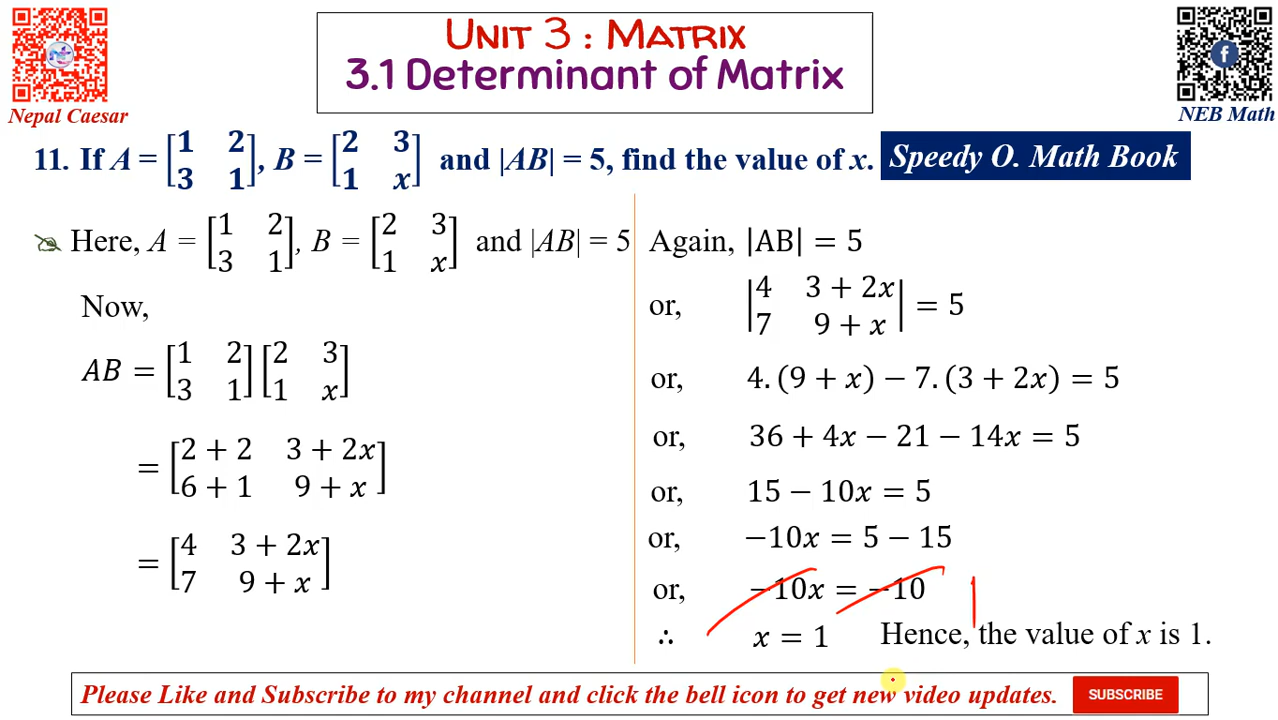 Unit 3 : Matrix
3.1 Determinant of Matrix
Nepal Caesar
NEB Math
11. If A = [1 2 3 1], B = [2 3 1 x] and |AB| = 5, find the value of x.
Speedy O. Math Book
Here, A = [1 2 3 1], B = [2 3 1 x] and |AB| = 5
Now,
AB = [1 2 3 1] [2 3 1 x]
= [2 + 2 3 + 2x 6 + 1 9 + x]
= [4 3 + 2x 7 9 + x]
Again, |AB| = 5
or, |4 3 + 2x 7 9 + x| = 5
or, 4.(9 + x) − 7.(3 + 2x) = 5
or, 36 + 4x − 21 − 14x = 5
or, 15 − 10x = 5
or, −10x = 5 − 15
or, −10x = −10
∴ x = 1 Hence, the value of x is 1.
Please Like and Subscribe to my channel and click the bell icon to get new video updates.
SUBSCRIBE